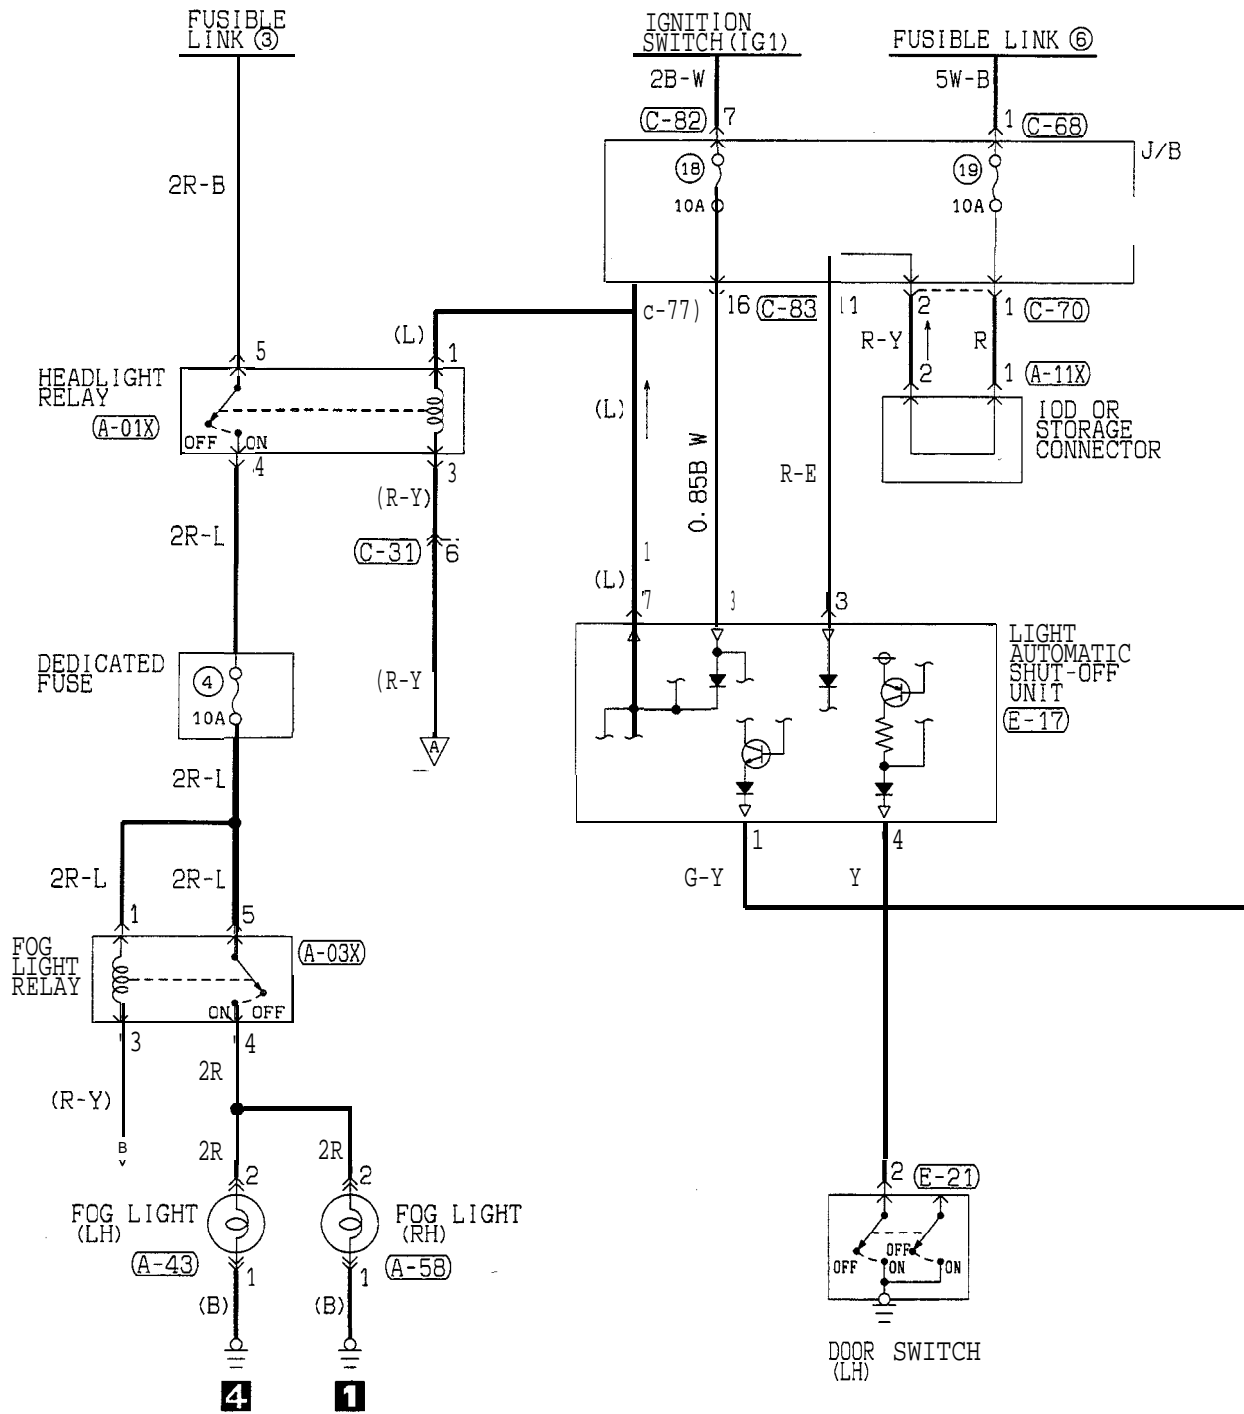 FUSIBLE
LINK ③
IGNITION
SWITCH(IG1)
FUSIBLE LINK ⑥
2B-W
5W-B
C-82
7
1
C-68
J/B
18
10A
19
10A
2R-B
c-77)
16
C-83
11
2
1
C-70
(L)
R-Y
R
5
1
2
1
A-11X
HEADLIGHT
RELAY
A-01X
OFF
ON
IOD OR
STORAGE
CONNECTOR
(L)
0.85B W
R-E
4
3
(R-Y)
2R-L
C-31
6
1
(L)
7
3
DEDICATED
FUSE
4
10A
(R-Y
A
LIGHT
AUTOMATIC
SHUT-OFF
UNIT
E-17
2R-L
1
4
G-Y
Y
2R-L
2R-L
1
5
FOG
LIGHT
RELAY
A-03X
ON
OFF
3
4
2R
(R-Y)
B
2R
2R
2
2
2
E-21
FOG LIGHT
(LH)
FOG LIGHT
(RH)
A-43
A-58
1
1
(B)
(B)
OFF
OFF
ON
ON
DOOR SWITCH
(LH)
4
1